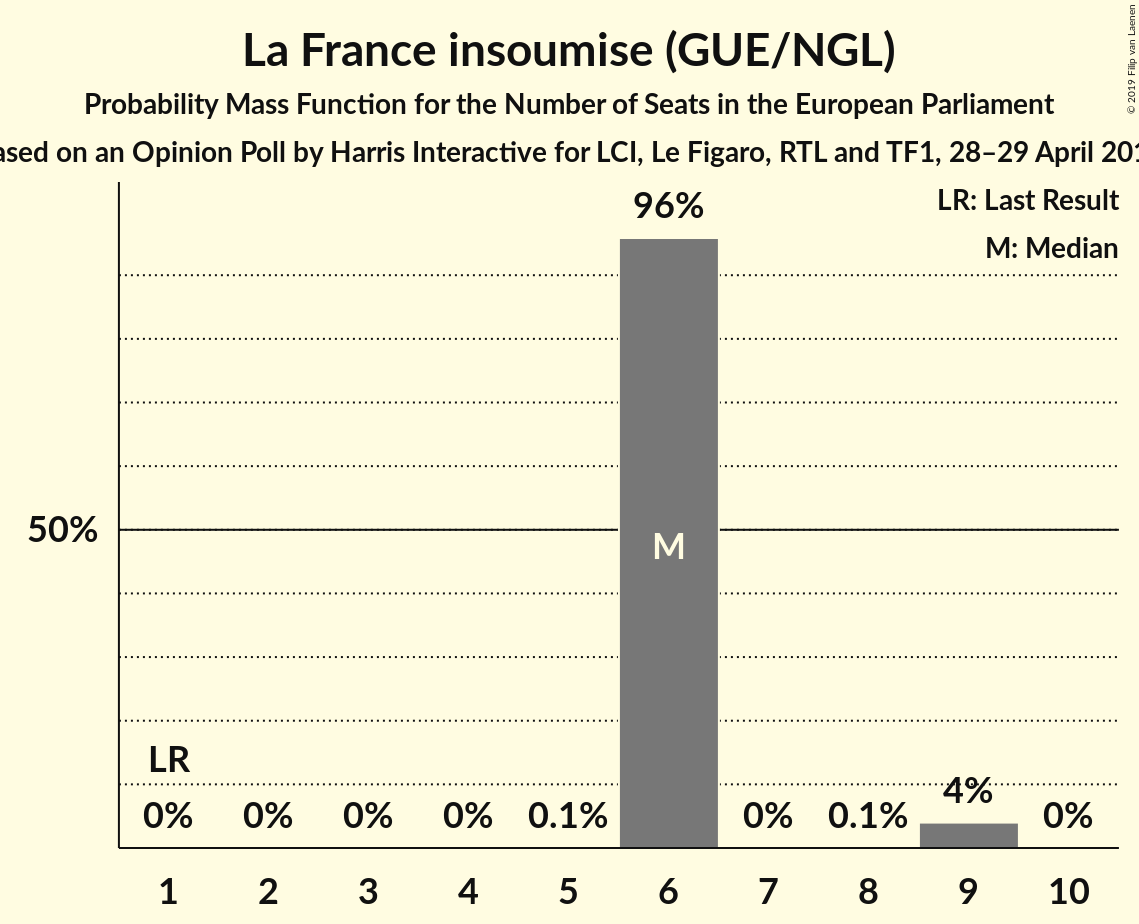 La France insoumise (GUE/NGL)
Probability Mass Function for the Number of Seats in the European Parliament
on an Opinion Poll by Harris Interactive for LCI, Le Figaro, RTL and TF1, 28–29 April
© 2019 Filip van Laenen
LR: Last Result
M: Median
96%
50%
M
LR
0% 0% 0% 0% 0.1% 0% 0.1% 4% 0%
1 2 3 4 5 6 7 8 9 10